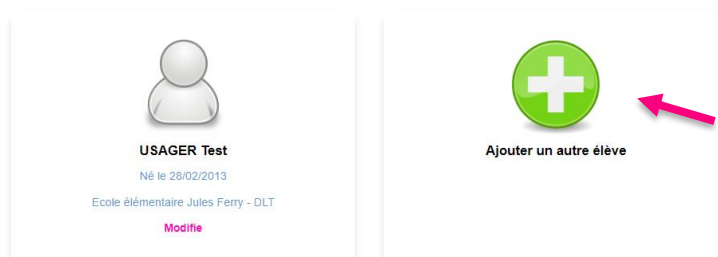 USAGER Test
Né le 28/02/2013
Ecole élémentaire Jules Ferry - DLT
Modifie
Ajouter un autre élève